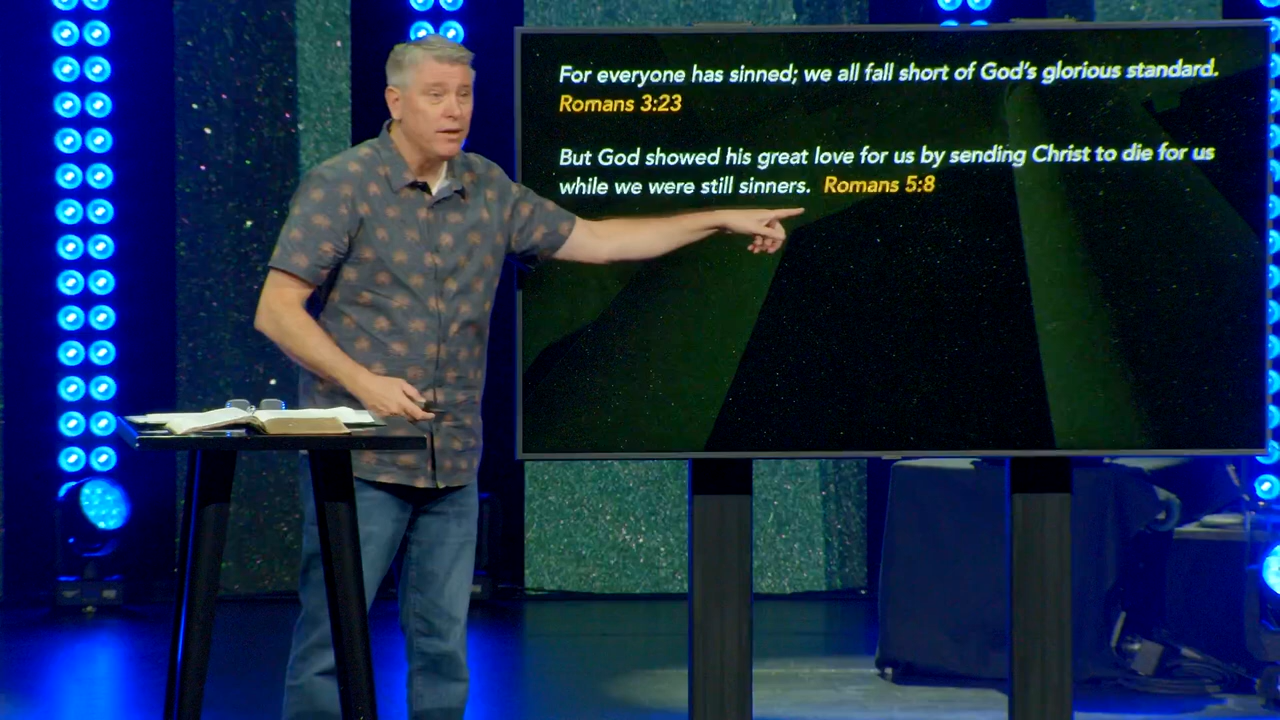 For everyone has sinned; we all fall short of God's glorious standard.
Romans 3:23
But God showed his great love for us by sending Christ to die for us
while we were still sinners. Romans 5:8